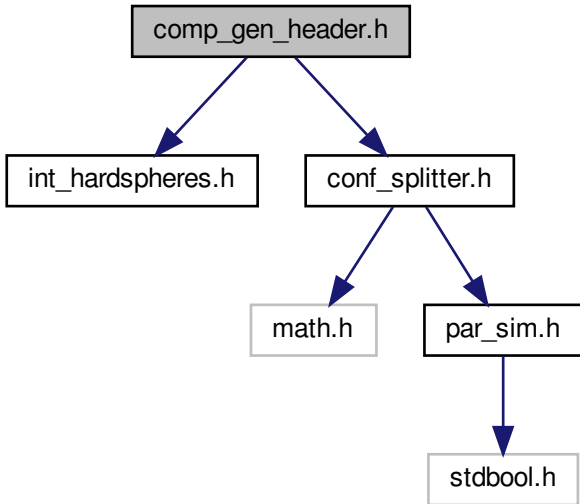 comp_gen_header.h
int_hardspheres.h
conf_splitter.h
math.h
par_sim.h
stdbool.h